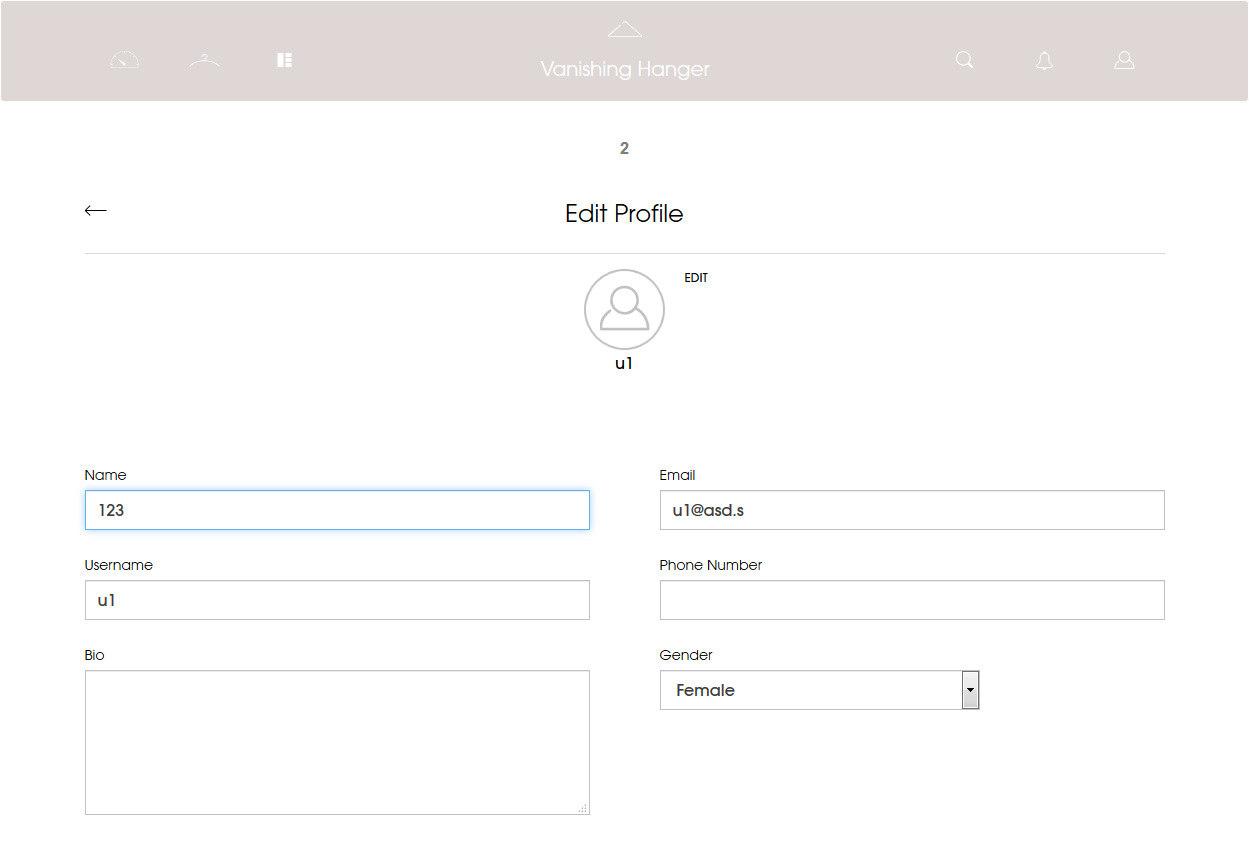 Vanishing Hanger
2
Edit Profile
EDIT
u1
Name
123
Email
u1@asd.s
Username
u1
Phone Number
Bio
Gender
Female